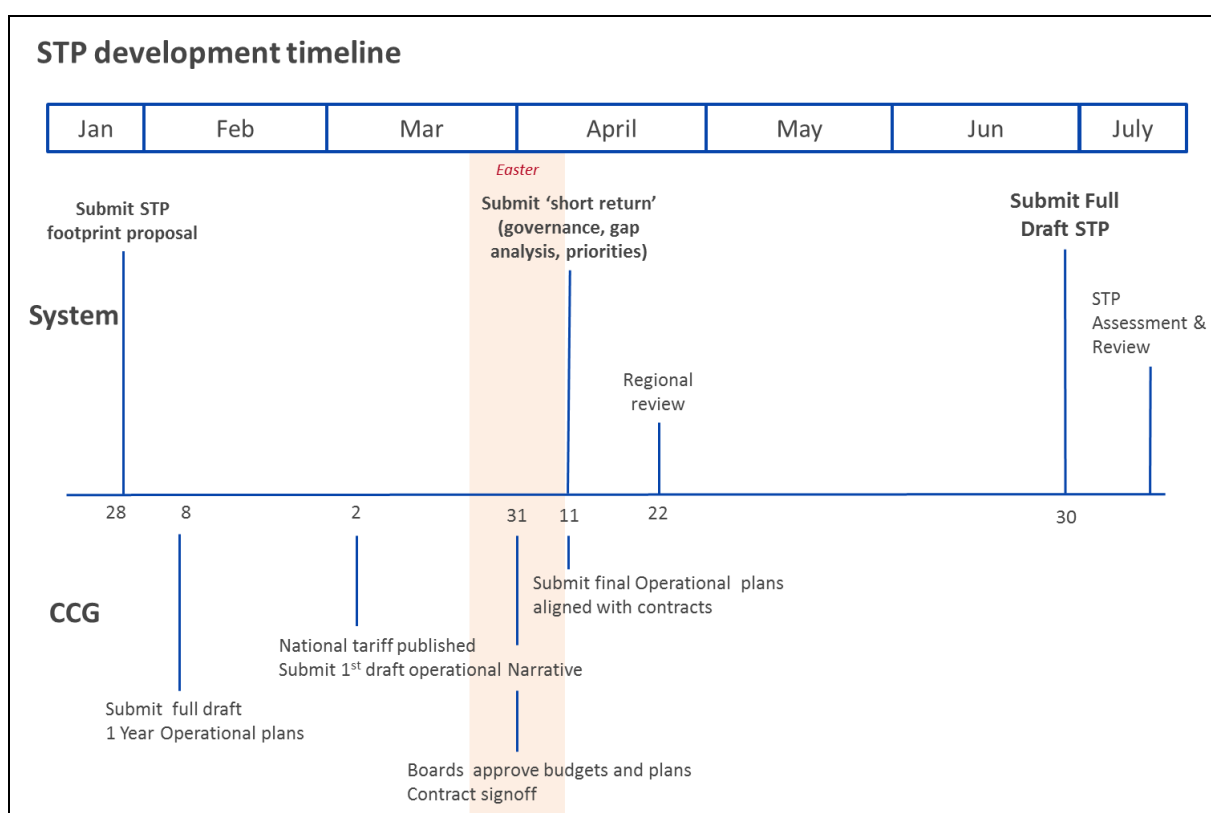 STP development timeline
Jan Feb Mar April May Jun July
Easter
Submit STP
footprint proposal
Submit ‘short return’
(governance, gap
analysis, priorities)
Submit Full
Draft STP
System
STP
Assessment &
Review
Regional
review
28 8 2 31 11 22 30
CCG
Submit final Operational plans
aligned with contracts
National tariff published
Submit 1st draft operational Narrative
Submit full draft
1 Year Operational plans
Boards approve budgets and plans
Contract signoff